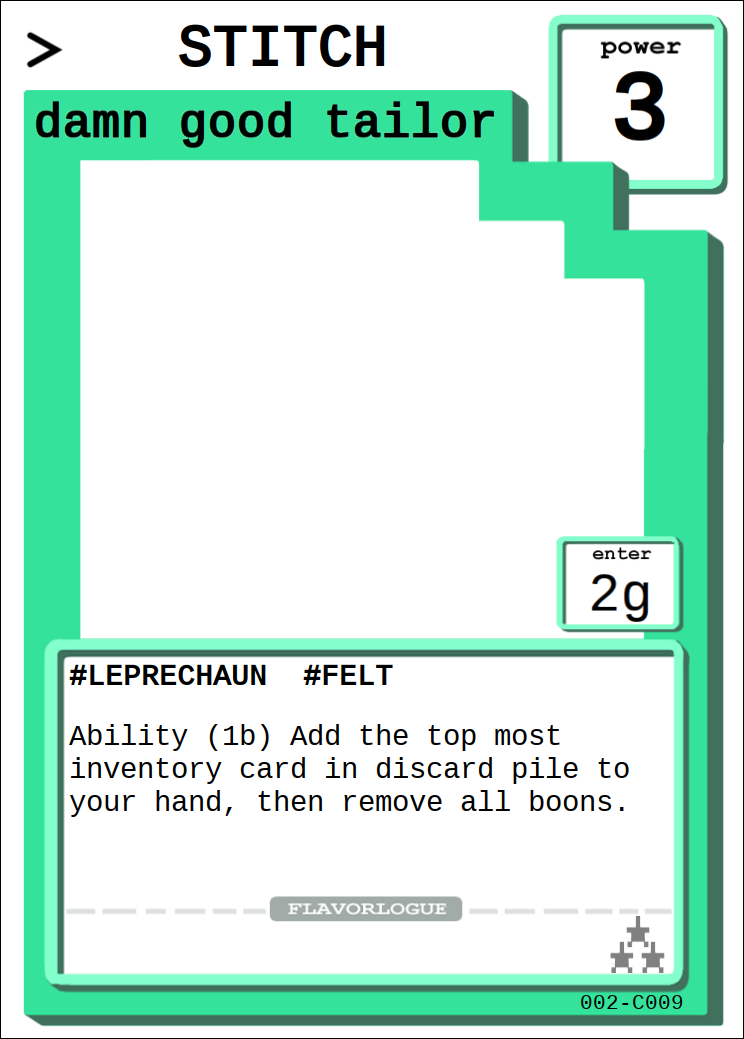 > STITCH
power
3
damn good tailor
enter
2g
#LEPRECHAUN #FELT
Ability (1b) Add the top most
inventory card in discard pile to
your hand, then remove all boons.
FLAVORLOGUE
002-C009